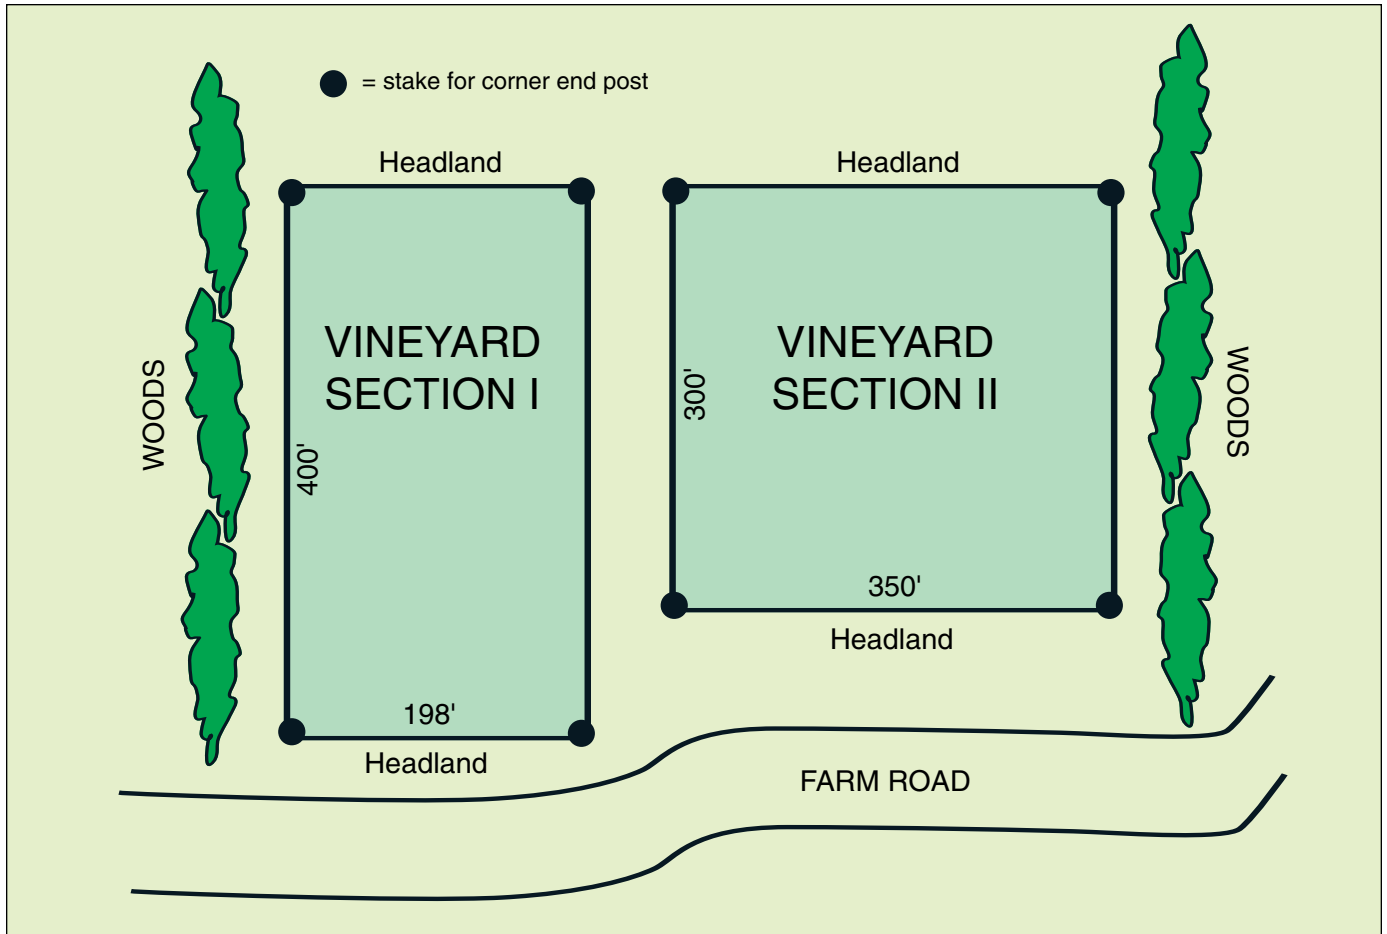 = stake for corner end post
Headland
Headland
VINEYARD
SECTION I
VINEYARD
SECTION II
WOODS
400'
300'
WOODS
350'
Headland
198'
Headland
FARM ROAD